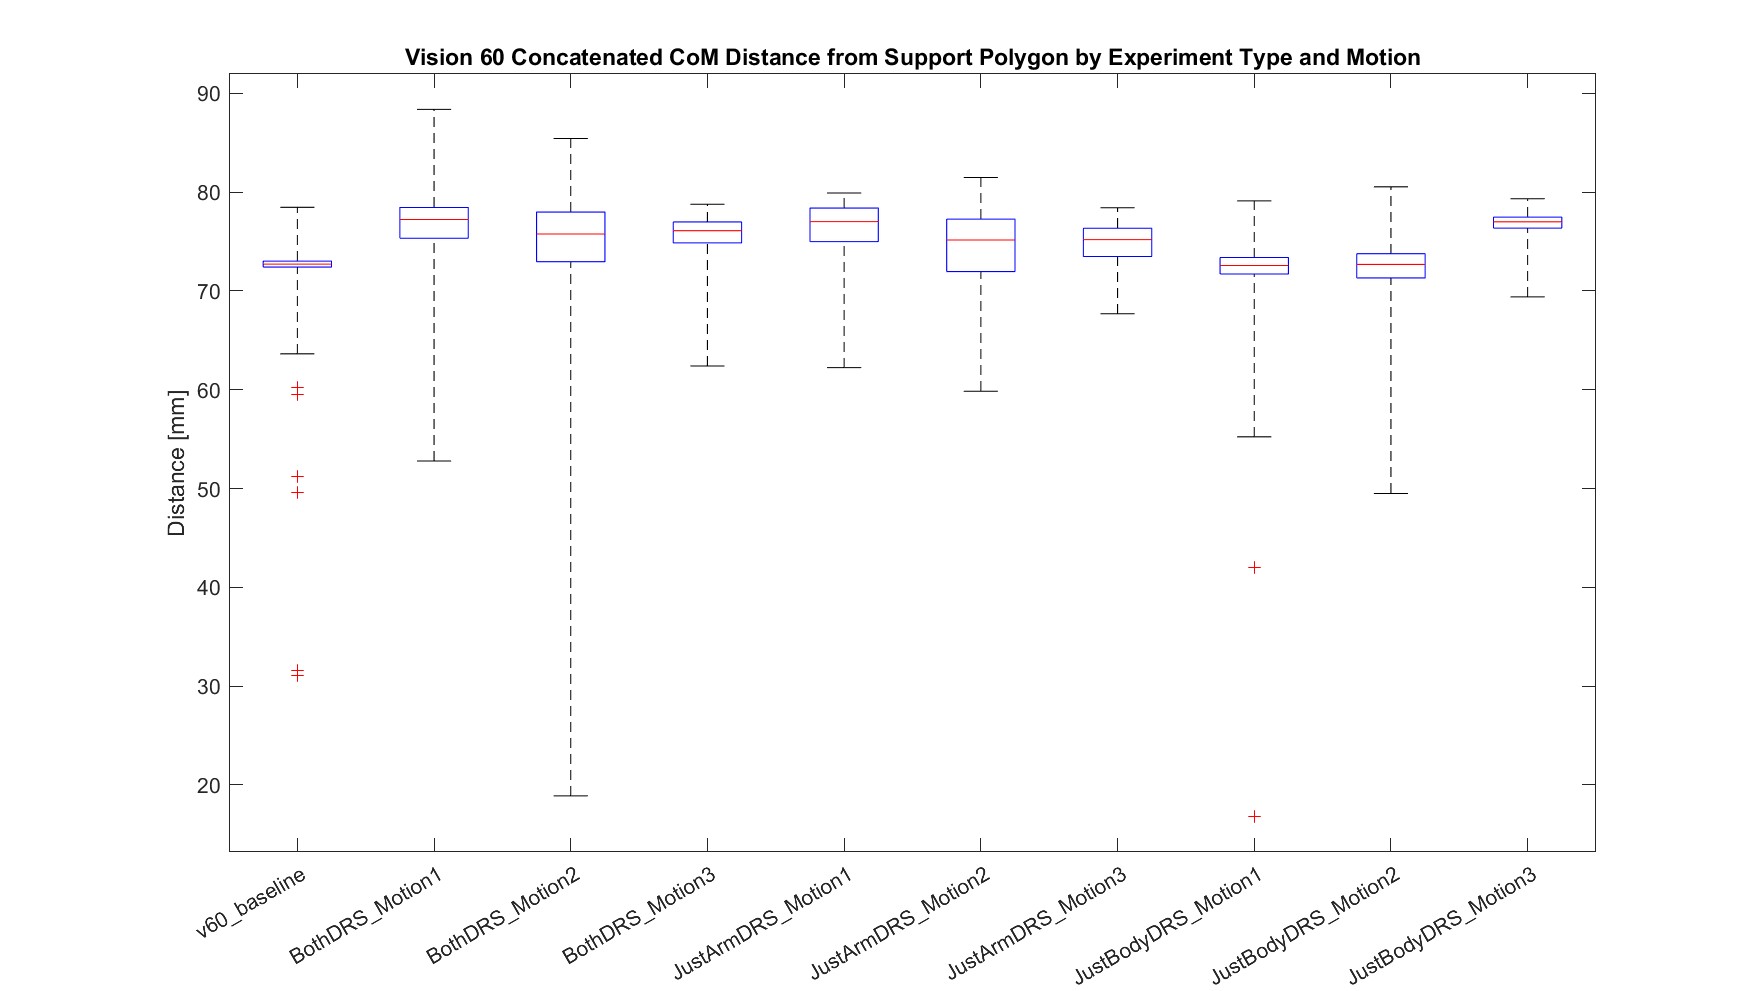 Vision 60 Concatenated CoM Distance from Support Polygon by Experiment Type and Motion
90
80
70
60
50
40
30
20
Distance [mm]
v60_baseline
BothDRS_Motion1
BothDRS_Motion2
BothDRS_Motion3
JustArmDRS_Motion1
JustArmDRS_Motion2
JustArmDRS_Motion3
JustBodyDRS_Motion1
JustBodyDRS_Motion2
JustBodyDRS_Motion3